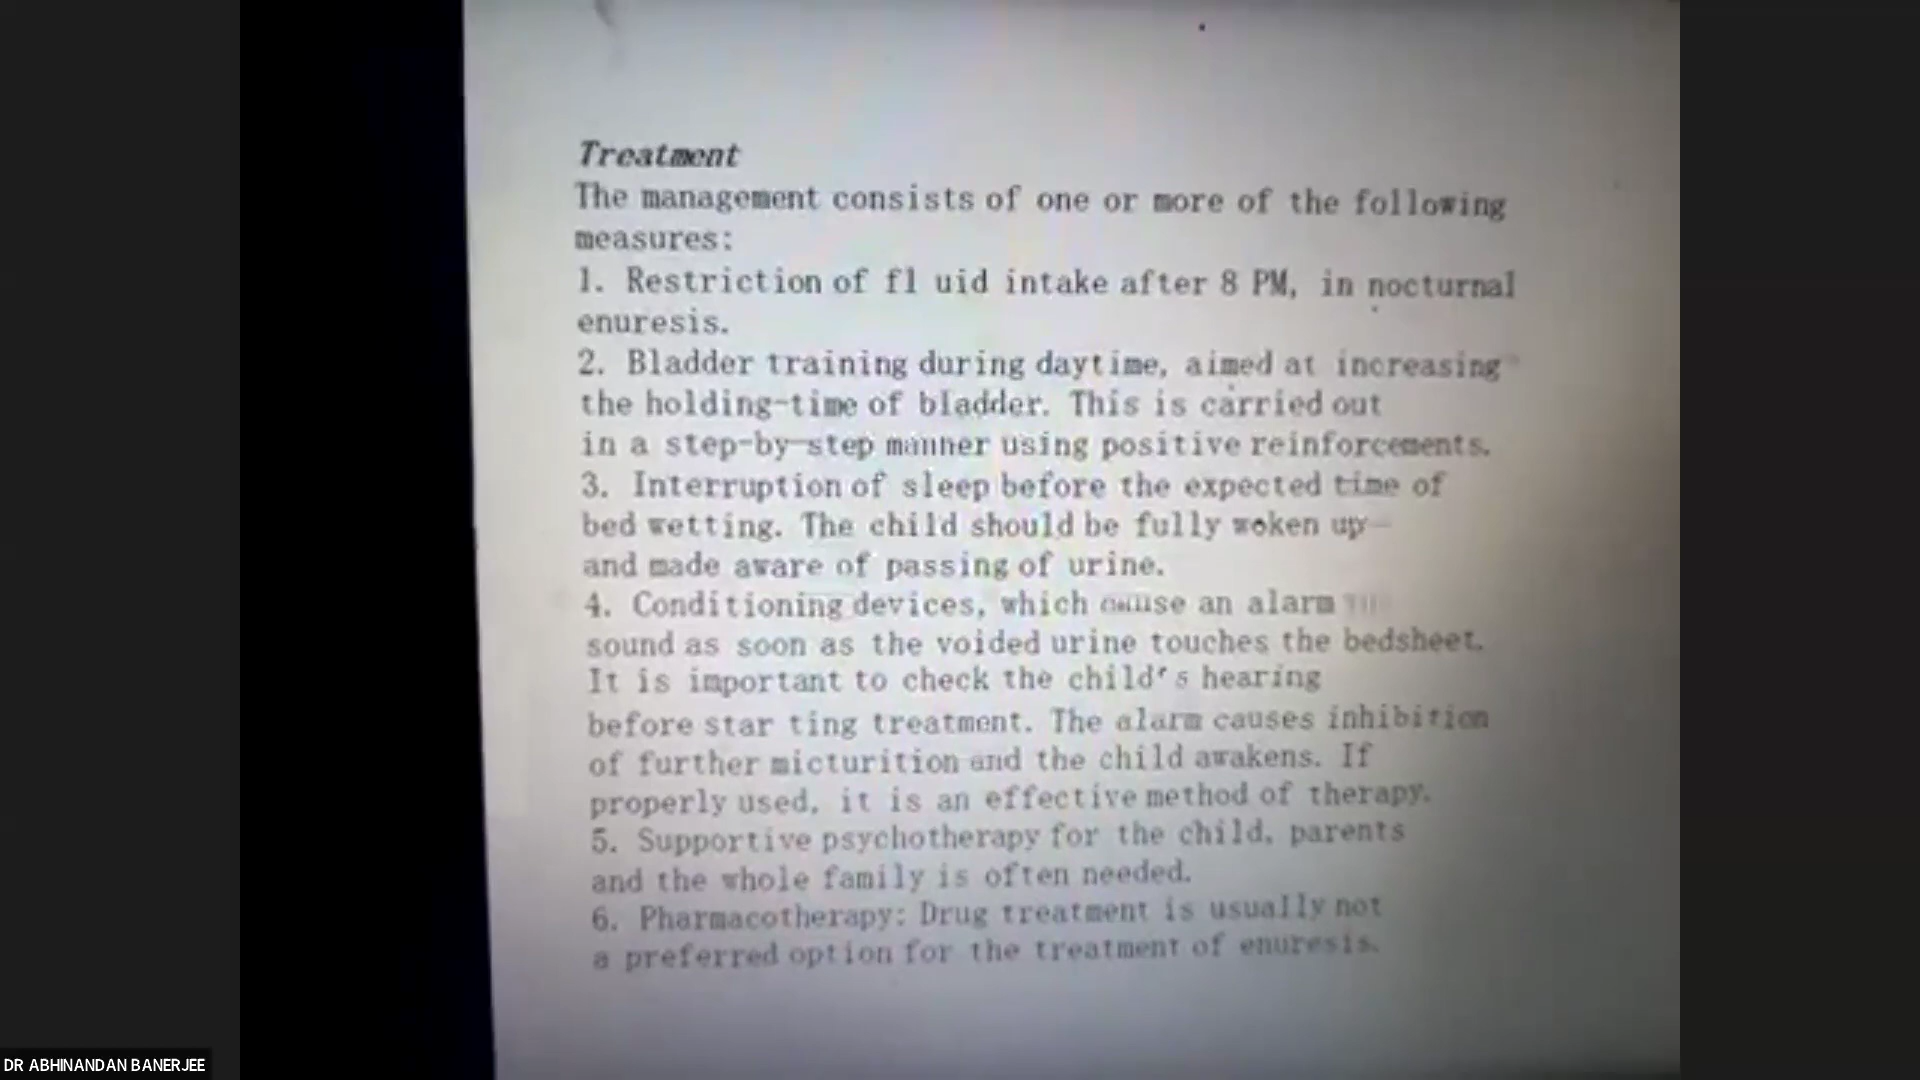 Treatment
The management consists of one or more of the following
measures:
1. Restriction of fl uid intake after 8 PM, in nocturnal
enuresis.
2. Bladder training during daytime, aimed at increasing
the holding-time of bladder. This is carried out
in a step-by-step manner using positive reinforcements.
3. Interruption of sleep before the expected time of
bed wetting. The child should be fully woken up
and made aware of passing of urine.
4. Conditioning devices, which cause an alarm
sound as soon as the voided urine touches the bedsheet.
It is important to check the child's hearing
before star ting treatment. The alarm causes inhibition
of further micturition and the child awakens. If
properly used, it is an effective method of therapy.
5. Supportive psychotherapy for the child, parents
and the whole family is often needed.
6. Pharmacotherapy: Drug treatment is usually not
a preferred option for the treatment of enuresis.
DR ABHINANDAN BANERJEE